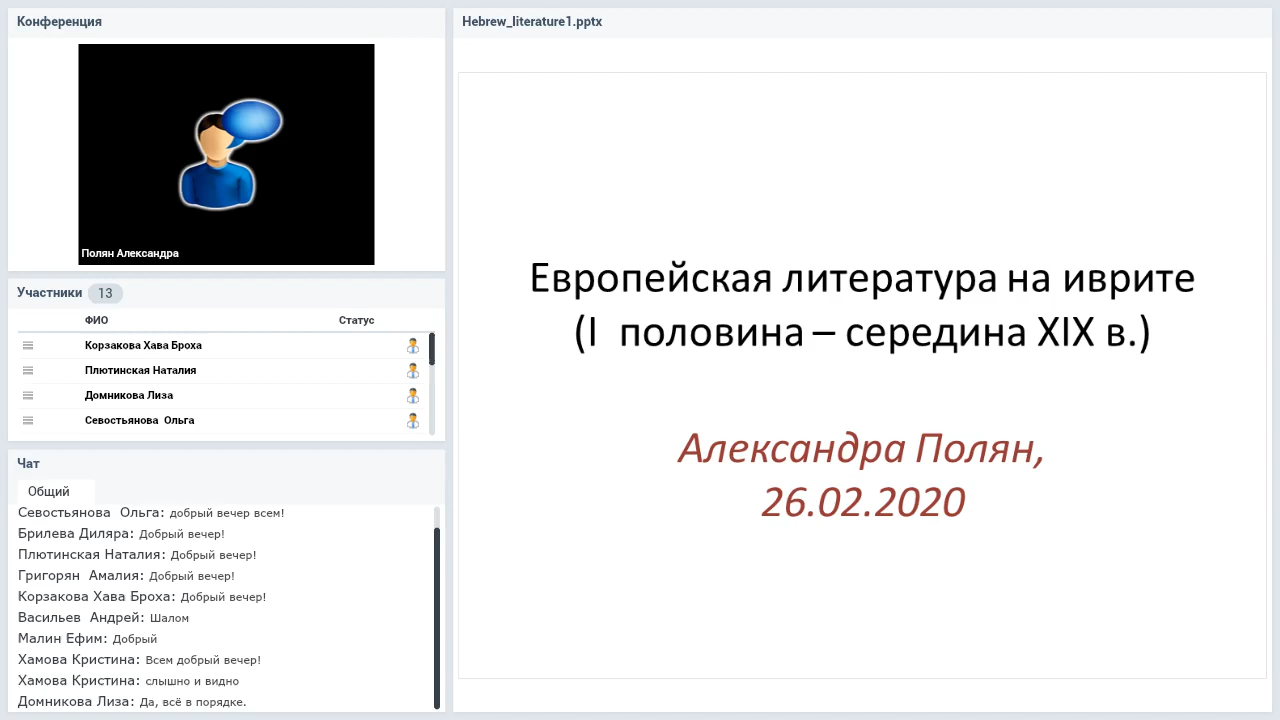 Конференция
Полян Александра
Участники 13
ФИО Статус
Корзакова Хава Броха
Плютинская Наталия
Домникова Лиза
Севостьянова Ольга
Чат
Общий
Севостьянова Ольга: добрый вечер всем!
Брилева Диляра: Добрый вечер!
Плютинская Наталия: Добрый вечер!
Григорян Амалия: Добрый вечер!
Корзакова Хава Броха: Добрый вечер!
Васильев Андрей: Шалом
Малин Ефим: Добрый
Хамова Кристина: Всем добрый вечер!
Хамова Кристина: слышно и видно
Домникова Лиза: Да, всё в порядке.
Hebrew_literature1.pptx
Европейская литература на иврите
(I половина – середина XIX в.)
Александра Полян,
26.02.2020